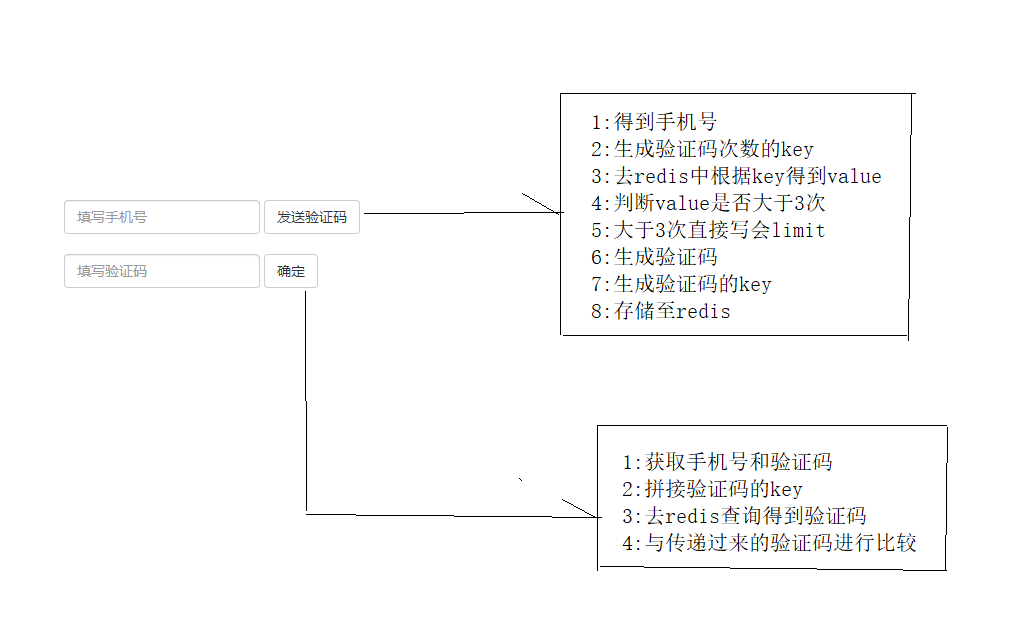 1:得到手机号
2:生成验证码次数的key
3:去redis中根据key得到value
4:判断value是否大于3次
5:大于3次直接写会limit
6:生成验证码
7:生成验证码的key
8:存储至redis
填写手机号 发送验证码
填写验证码 确定
1:获取手机号和验证码
2:拼接验证码的key
3:去redis查询得到验证码
4:与传递过来的验证码进行比较